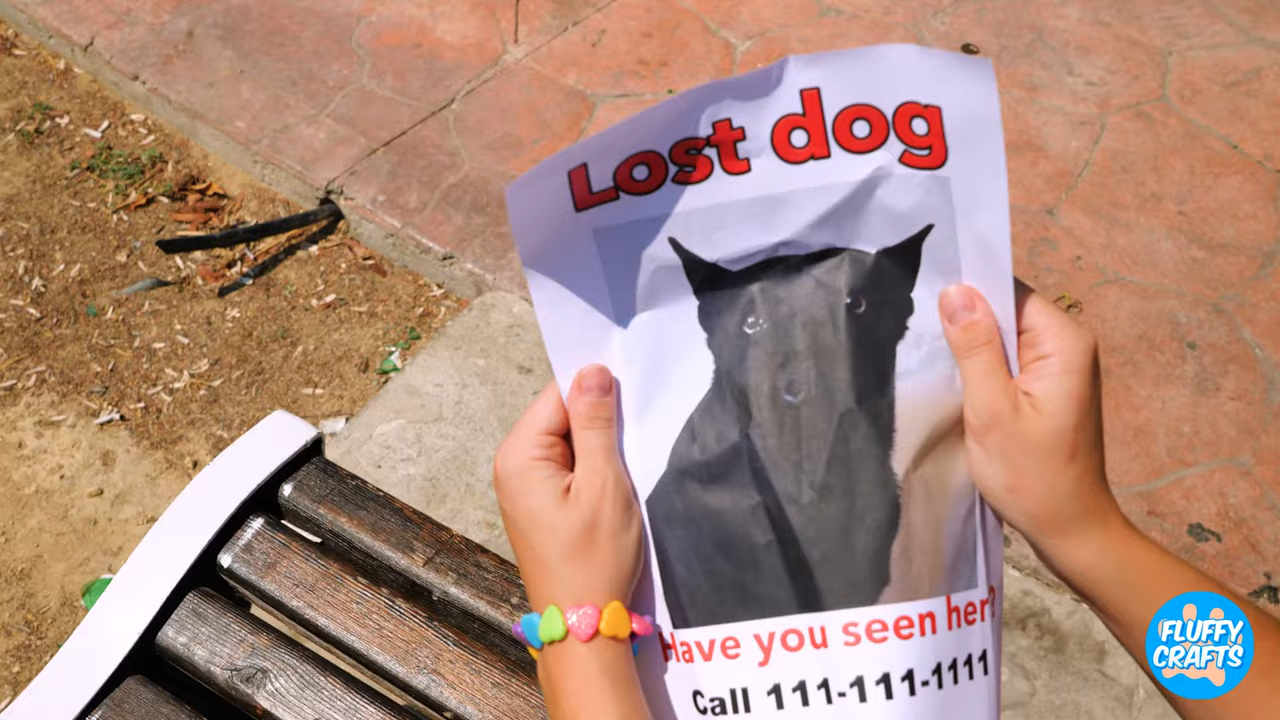 Lost dog
Have you seen her?
Call 111-111-1111
FLUFFY
CRAFTS